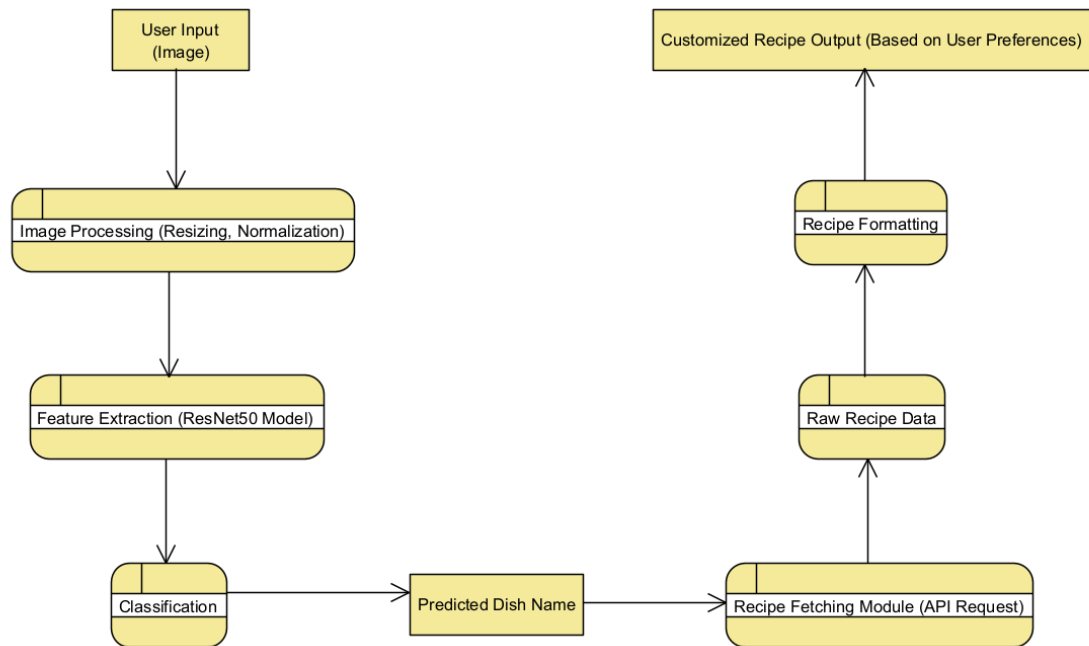 User Input
(Image)
Image Processing (Resizing, Normalization)
Feature Extraction (ResNet50 Model)
Classification
Predicted Dish Name
Recipe Fetching Module (API Request)
Raw Recipe Data
Recipe Formatting
Customized Recipe Output (Based on User Preferences)